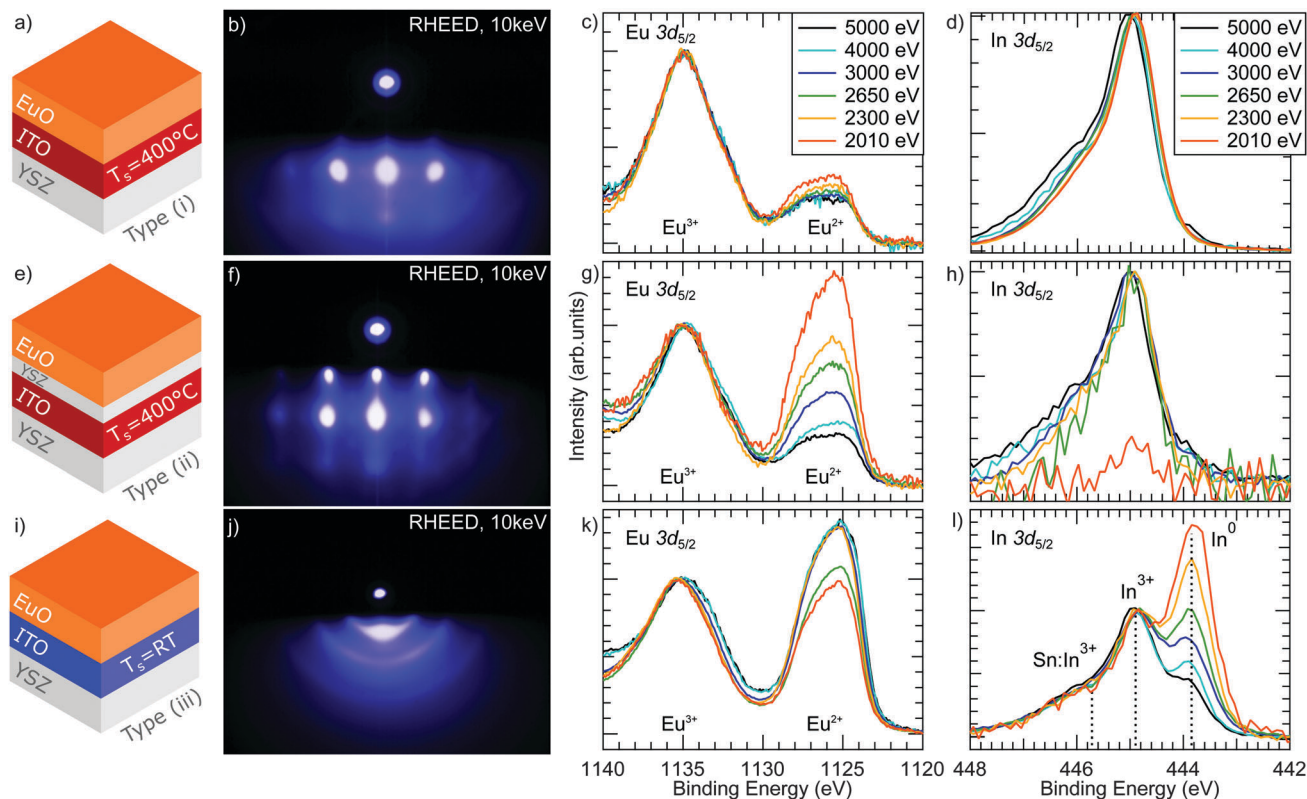 a)
EuO
ITO
YSZ
Tₛ=400°C
Type (i)
b)
RHEED, 10keV
c)
Eu 3d₅/₂
5000 eV
4000 eV
3000 eV
2650 eV
2300 eV
2010 eV
Eu³⁺
Eu²⁺
d)
In 3d₅/₂
5000 eV
4000 eV
3000 eV
2650 eV
2300 eV
2010 eV
e)
EuO
YSZ
ITO
YSZ
Tₛ=400°C
Type (ii)
f)
RHEED, 10keV
g)
Eu 3d₅/₂
Eu³⁺
Eu²⁺
Intensity (arb.units)
h)
In 3d₅/₂
i)
EuO
ITO
YSZ
Tₛ=RT
Type (iii)
j)
RHEED, 10keV
k)
Eu 3d₅/₂
Eu³⁺
Eu²⁺
1140 1135 1130 1125 1120
Binding Energy (eV)
l)
In 3d₅/₂
In⁰
In³⁺
Sn:In³⁺
448 446 444 442
Binding Energy (eV)